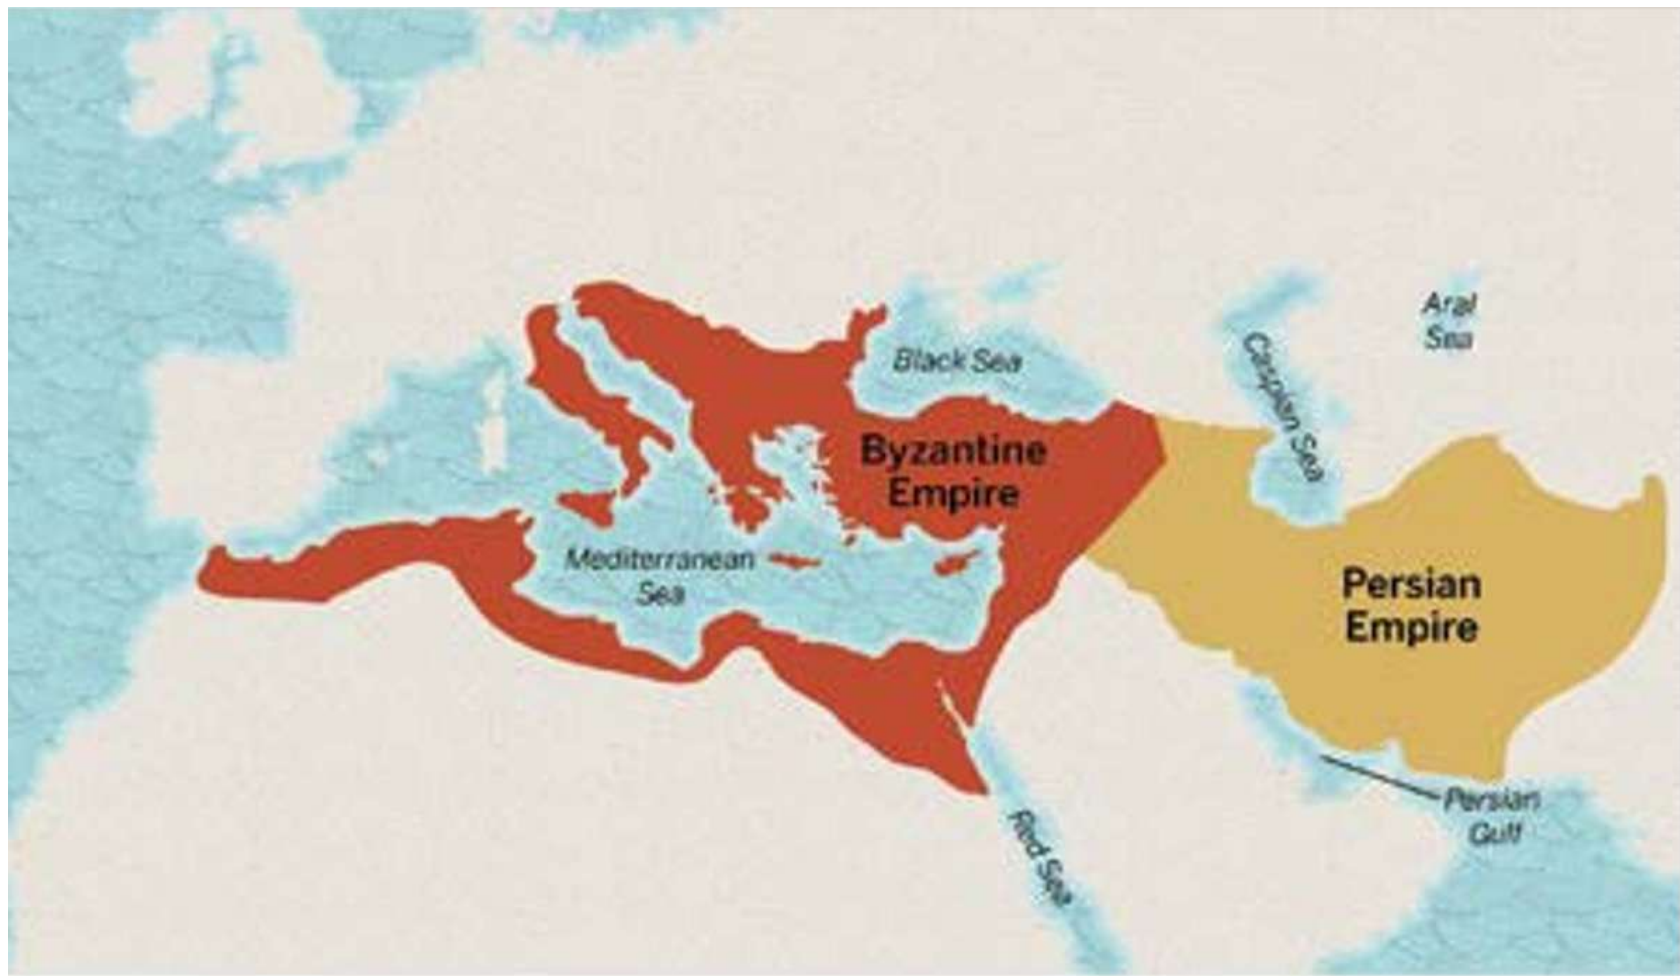 Aral
Sea
Black Sea
Caspian Sea
Byzantine
Empire
Mediterranean
Sea
Persian
Empire
Persian
Gulf
Red Sea